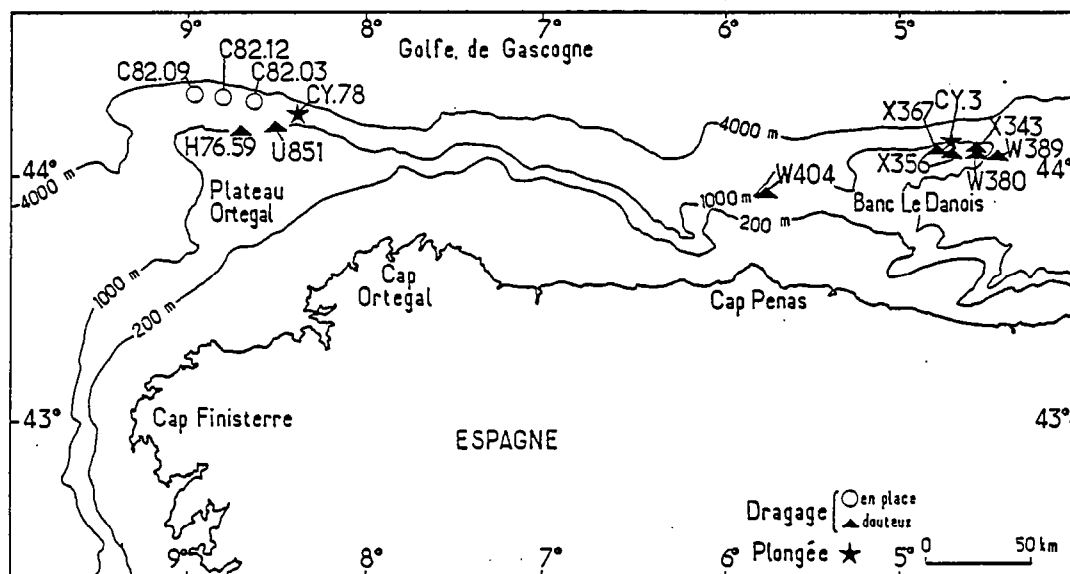 9°
8°
7°
6°
5°
Golfe, de Gascogne
C82.12
C82.09
C82.03
CY.78
H76.59
U851
4000 m
X367
CY.3
X343
W389
X356
W380
44°
44°
W404
4000 m
Plateau
Ortégal
1000 m
200 m
Banc Le Danois
1000 m
200 m
Cap
Ortégal
Cap Penas
43°
Cap Finisterre
43°
ESPAGNE
Dragage
en place
douteux
Plongée
0
50 km
9°
8°
7°
6°
5°